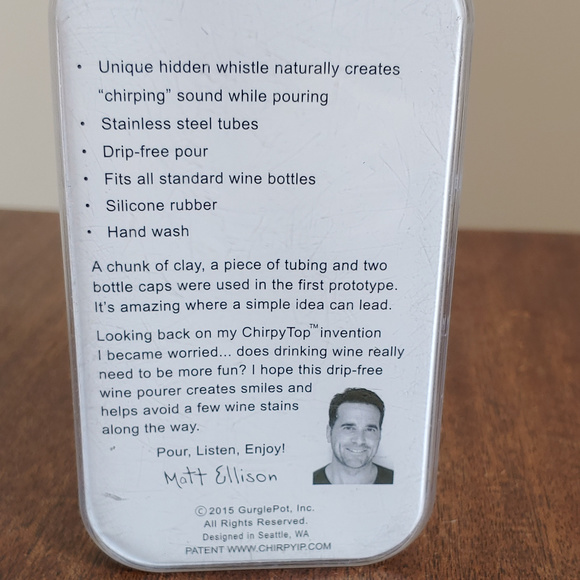 • Unique hidden whistle naturally creates
“chirping” sound while pouring
• Stainless steel tubes
• Drip-free pour
• Fits all standard wine bottles
• Silicone rubber
• Hand wash
A chunk of clay, a piece of tubing and two
bottle caps were used in the first prototype.
It’s amazing where a simple idea can lead.
Looking back on my ChirpyTop™ invention
I became worried... does drinking wine really
need to be more fun? I hope this drip-free
wine pourer creates smiles and
helps avoid a few wine stains
along the way.
Pour, Listen, Enjoy!
Matt Ellison
©2015 GurglePot, Inc.
All Rights Reserved.
Designed in Seattle, WA
PATENT WWW.CHIRPYIP.COM